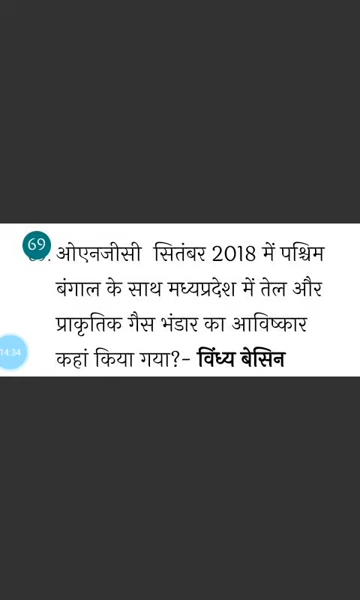 69
ओएनजीसी सितंबर 2018 में पश्चिम
बंगाल के साथ मध्यप्रदेश में तेल और
प्राकृतिक गैस भंडार का आविष्कार
कहां किया गया?- विंध्य बेसिन
14:34